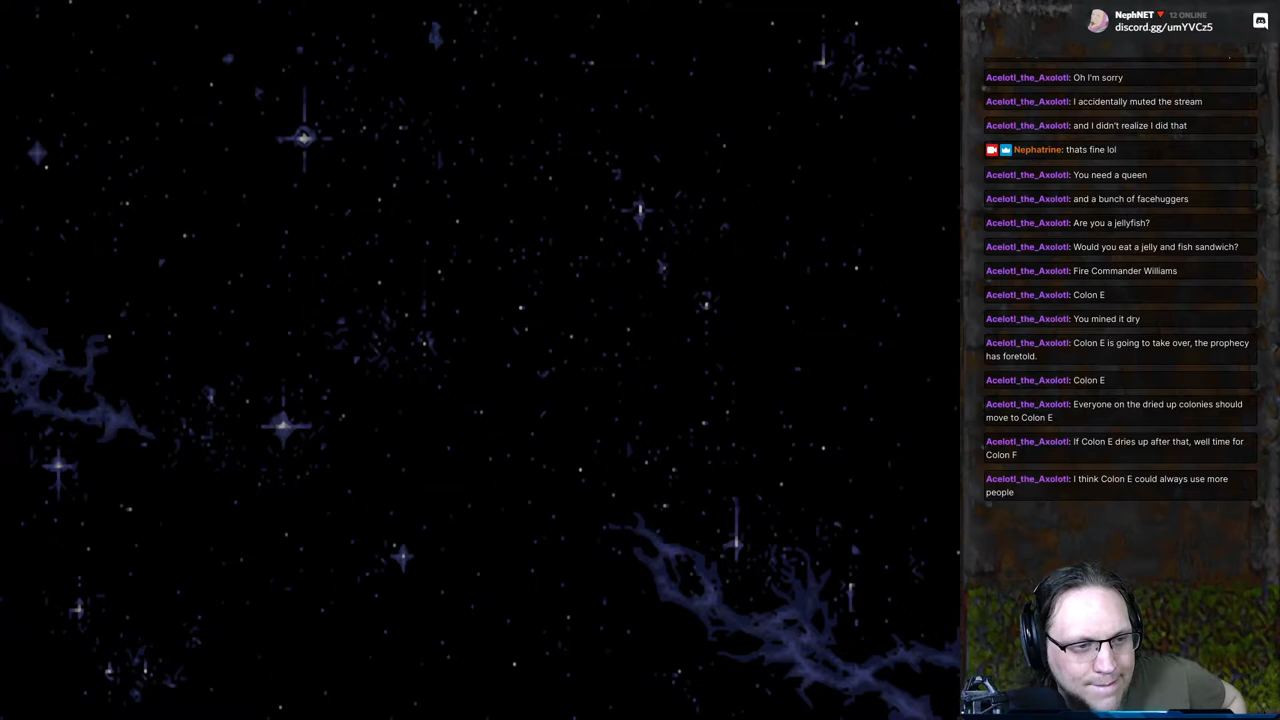 NephNET 12 ONLINE
discord.gg/umYVCz5
Acelotl_the_Axolotl: Oh I'm sorry
Acelotl_the_Axolotl: I accidentally muted the stream
Acelotl_the_Axolotl: and I didn't realize I did that
Nephatrine: thats fine lol
Acelotl_the_Axolotl: You need a queen
Acelotl_the_Axolotl: and a bunch of facehuggers
Acelotl_the_Axolotl: Are you a jellyfish?
Acelotl_the_Axolotl: Would you eat a jelly and fish sandwich?
Acelotl_the_Axolotl: Fire Commander Williams
Acelotl_the_Axolotl: Colon E
Acelotl_the_Axolotl: You mined it dry
Acelotl_the_Axolotl: Colon E is going to take over, the prophecy
has foretold.
Acelotl_the_Axolotl: Colon E
Acelotl_the_Axolotl: Everyone on the dried up colonies should
move to Colon E
Acelotl_the_Axolotl: If Colon E dries up after that, well time for
Colon F
Acelotl_the_Axolotl: I think Colon E could always use more
people